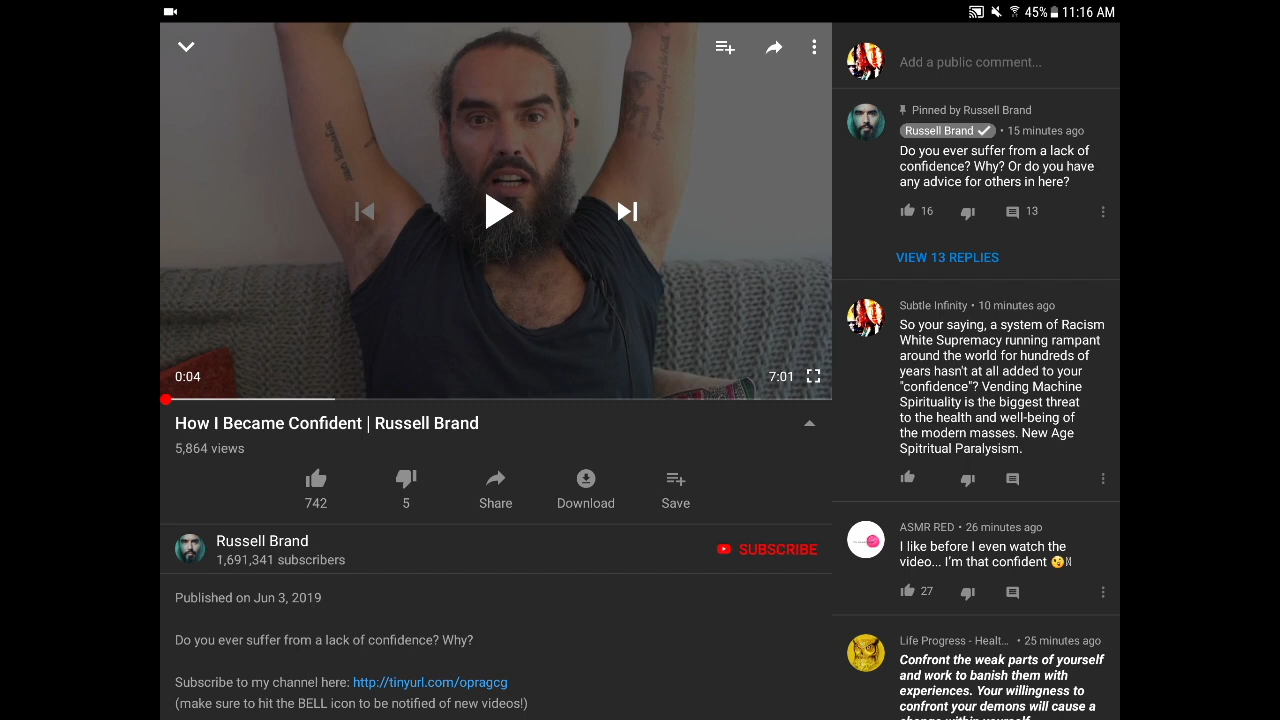 45% 11:16 AM
0:04
7:01
How I Became Confident | Russell Brand
5,864 views
742
5
Share
Download
Save
Russell Brand
1,691,341 subscribers
SUBSCRIBE
Published on Jun 3, 2019
Do you ever suffer from a lack of confidence? Why?
Subscribe to my channel here: http://tinyurl.com/opragcg
(make sure to hit the BELL icon to be notified of new videos!)
Add a public comment...
Pinned by Russell Brand
Russell Brand • 15 minutes ago
Do you ever suffer from a lack of
confidence? Why? Or do you have
any advice for others in here?
16
13
VIEW 13 REPLIES
Subtle Infinity • 10 minutes ago
So your saying, a system of Racism
White Supremacy running rampant
around the world for hundreds of
years hasn't at all added to your
"confidence"? Vending Machine
Spirituality is the biggest threat
to the health and well-being of
the modern masses. New Age
Spitritual Paralysism.
ASMR RED • 26 minutes ago
I like before I even watch the
video... I'm that confident 😘
27
Life Progress - Healt... • 25 minutes ago
Confront the weak parts of yourself
and work to banish them with
experiences. Your willingness to
confront your demons will cause a
change within yourself